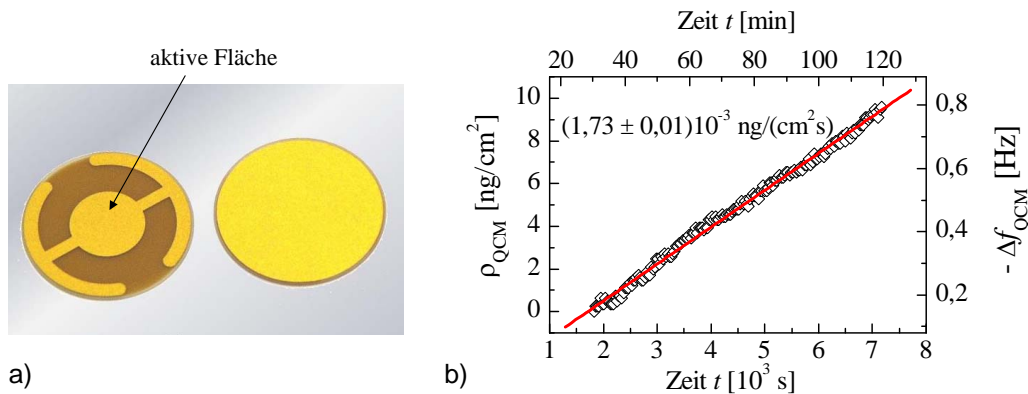 aktive Fläche
a)
b)
Zeit t [min]
20 40 60 80 100 120
(1,73 ± 0,01)10⁻³ ng/(cm²s)
ρQCM [ng/cm²]
10
8
6
4
2
0
- ΔfQCM [Hz]
0,8
0,6
0,4
0,2
1 2 3 4 5 6 7 8
Zeit t [10³ s]